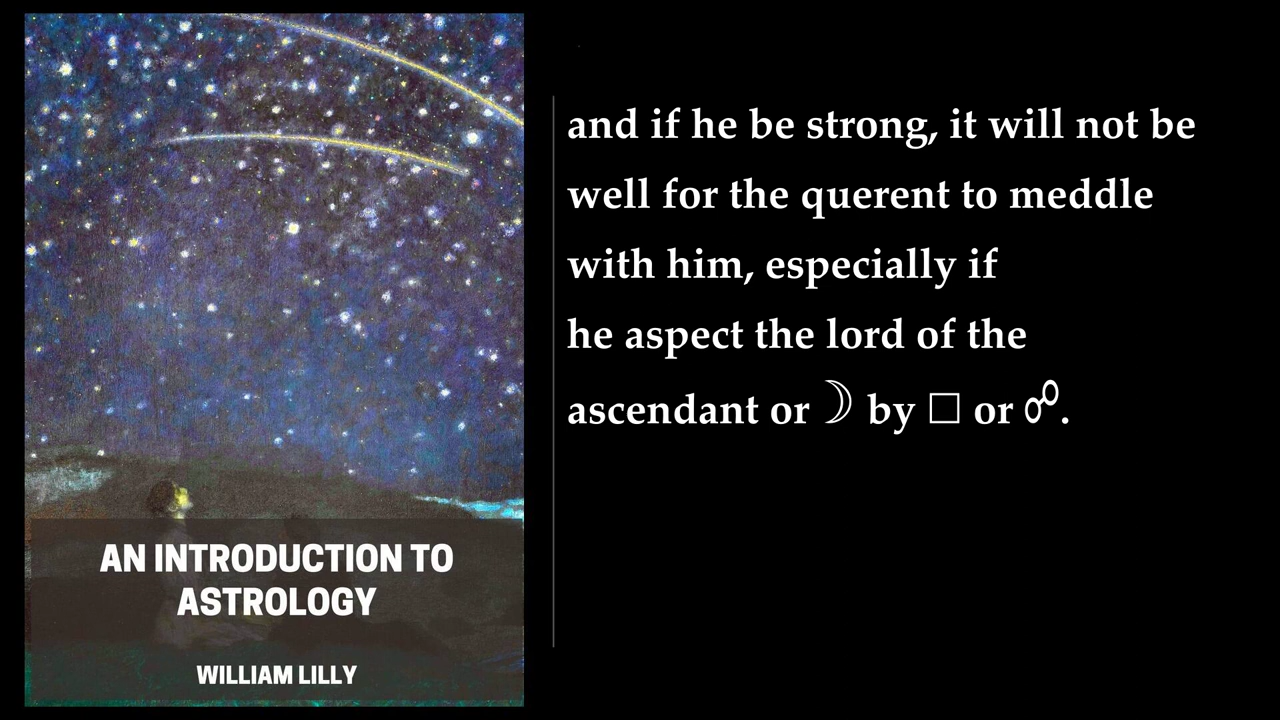 AN INTRODUCTION TO
ASTROLOGY
WILLIAM LILLY
and if he be strong, it will not be
well for the querent to meddle
with him, especially if
he aspect the lord of the
ascendant or ☽ by □ or ☍.